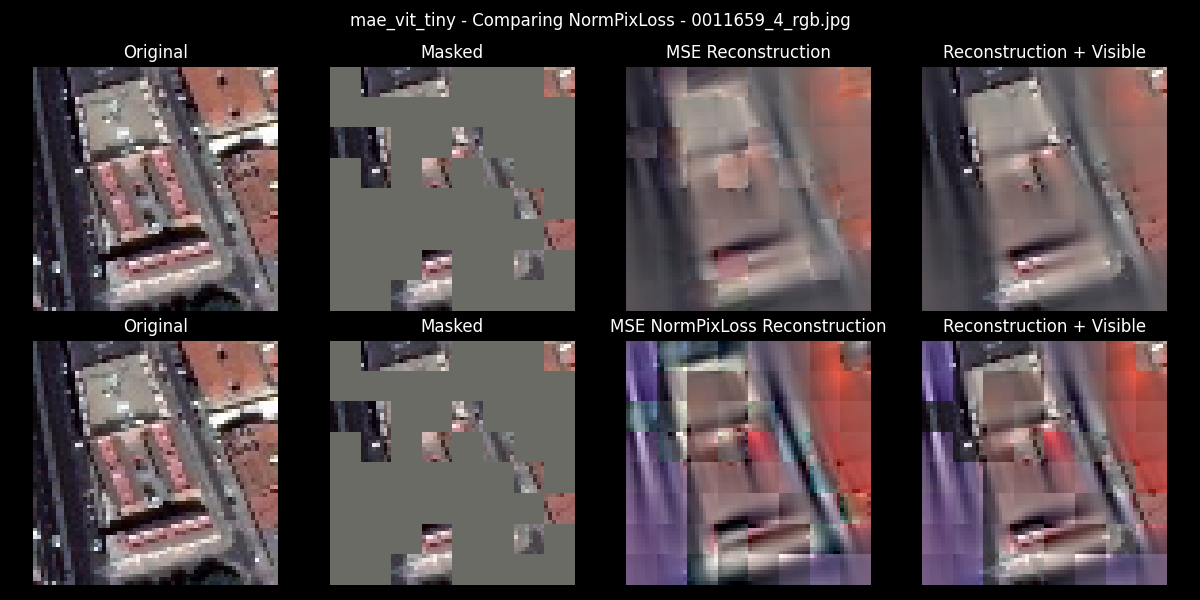 mae_vit_tiny - Comparing NormPixLoss - 0011659_4_rgb.jpg
Original
Masked
MSE Reconstruction
Reconstruction + Visible
Original
Masked
MSE NormPixLoss Reconstruction
Reconstruction + Visible